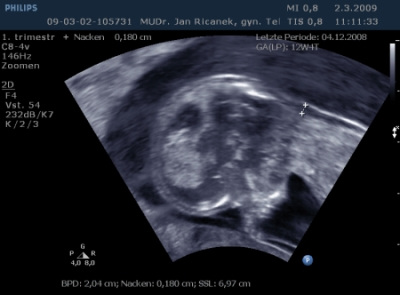 PHILIPS MI 0,8 2.3.2009
09-03-02-105731 MUDr. Jan Ricanek, gyn. Tel TIS 0,8 11:11:33
1. trimestr + Nacken 0,180 cm Letzte Periode: 04.12.2008
C8-4v GA(LP): 12W4T
146Hz
Zoomen
2D
F4
Vst. 54
232dB/K7
K/2/3
G
P R
4,0 8,0
P
BPD: 2,04 cm; Nacken: 0,180 cm; SSL: 6,97 cm